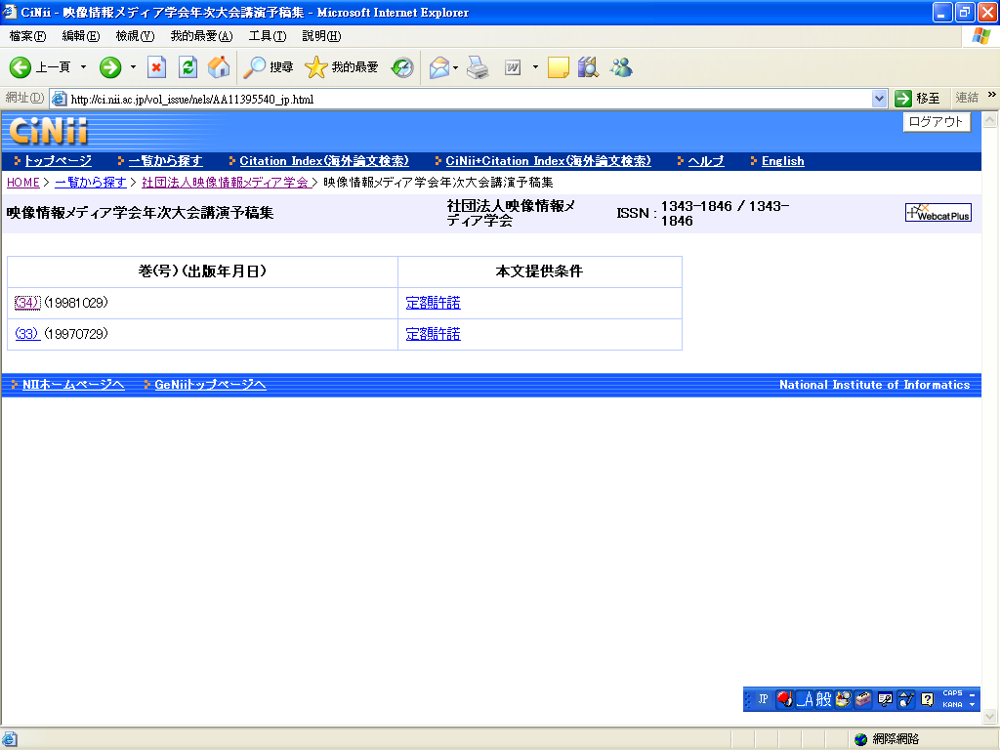 CiNii - 映像情報メディア学会年次大会講演予稿集 - Microsoft Internet Explorer
檔案(F) 編輯(E) 檢視(V) 我的最愛(A) 工具(T) 說明(H)
上一頁 搜尋 我的最愛
網址(D) http://ci.nii.ac.jp/vol_issue/nels/AA11395540_jp.html 移至 連結 »
CiNii ログアウト
トップページ 一覧から探す Citation Index(海外論文検索) CiNii+Citation Index(海外論文検索) ヘルプ English
HOME > 一覧から探す > 社団法人映像情報メディア学会 > 映像情報メディア学会年次大会講演予稿集
映像情報メディア学会年次大会講演予稿集
社団法人映像情報メ
ディア学会
ISSN : 1343-1846 / 1343-
1846
Webcat Plus
巻(号)(出版年月日) 本文提供条件
(34) (19981029) 定額許諾
(33) (19970729) 定額許諾
NIIホームページへ GeNiiトップページへ National Institute of Informatics
JP _A 般 CAPS
KANA
網際網路